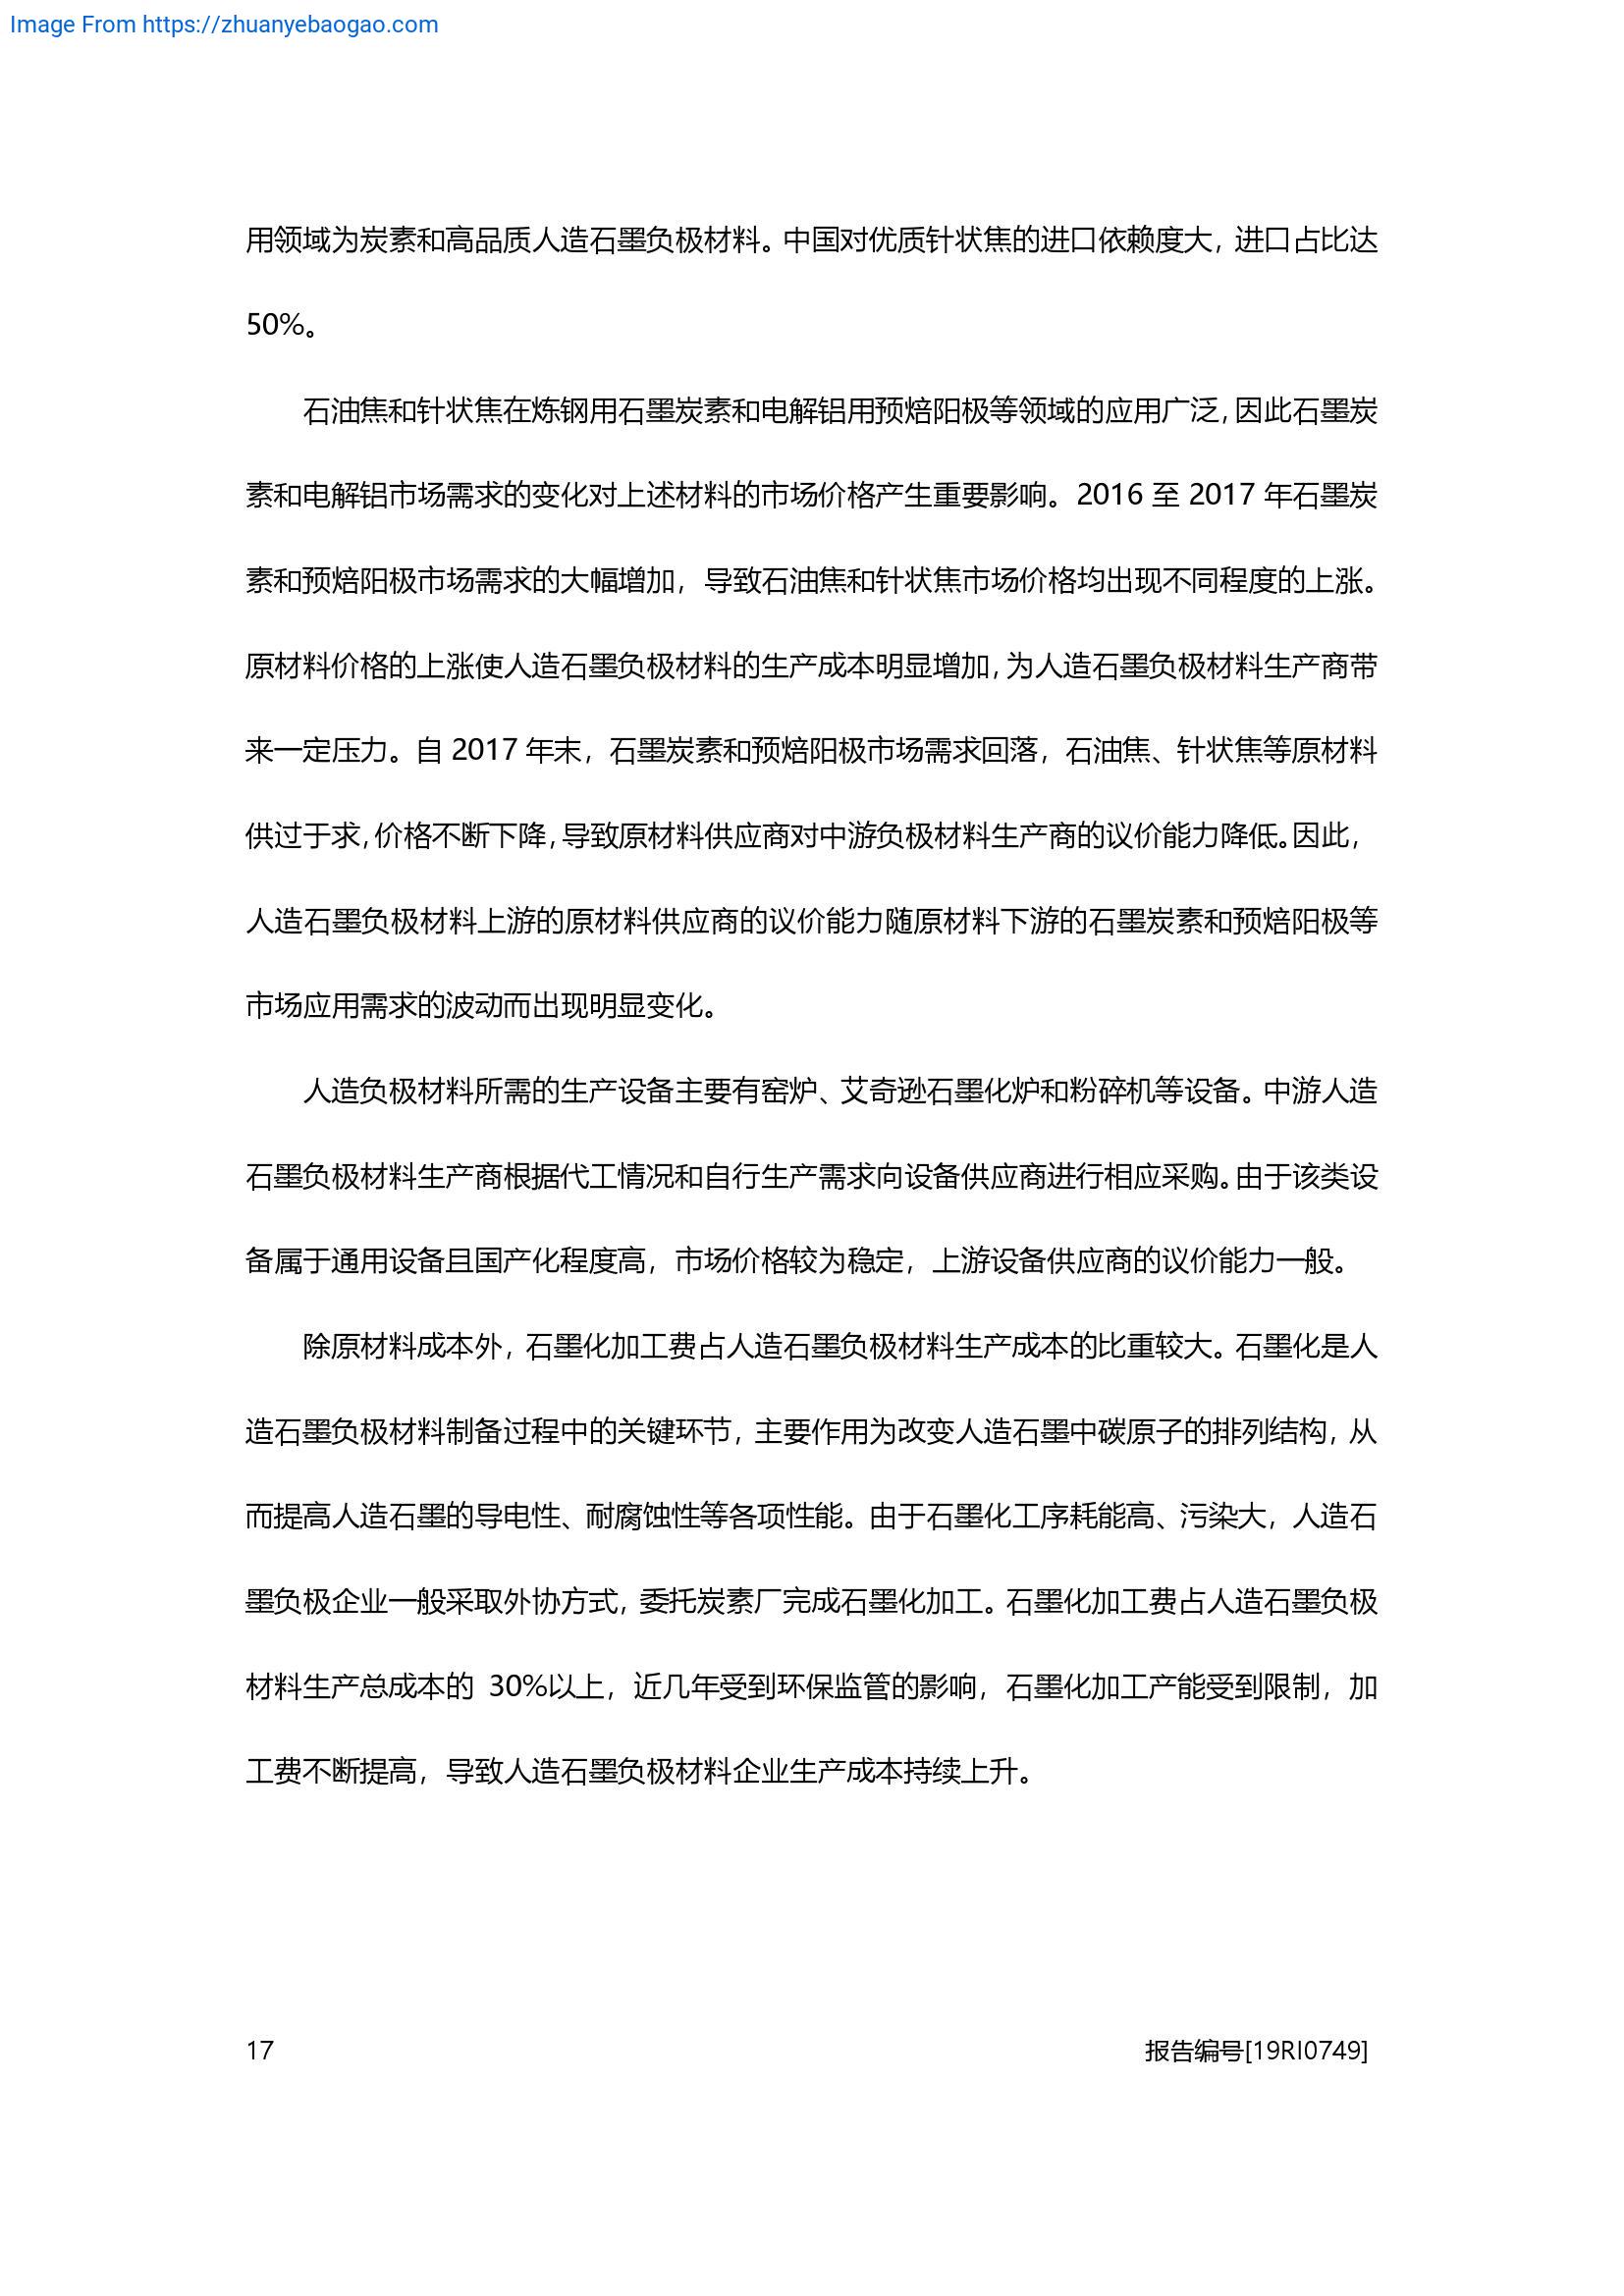 Image From https://zhuanyebaogao.com
用领域为炭素和高品质人造石墨负极材料。中国对优质针状焦的进口依赖度大，进口占比达
50%。
石油焦和针状焦在炼钢用石墨炭素和电解铝用预焙阳极等领域的应用广泛，因此石墨炭
素和电解铝市场需求的变化对上述材料的市场价格产生重要影响。2016 至 2017 年石墨炭
素和预焙阳极市场需求的大幅增加，导致石油焦和针状焦市场价格均出现不同程度的上涨。
原材料价格的上涨使人造石墨负极材料的生产成本明显增加，为人造石墨负极材料生产商带
来一定压力。自 2017 年末，石墨炭素和预焙阳极市场需求回落，石油焦、针状焦等原材料
供过于求，价格不断下降，导致原材料供应商对中游负极材料生产商的议价能力降低。因此，
人造石墨负极材料上游的原材料供应商的议价能力随原材料下游的石墨炭素和预焙阳极等
市场应用需求的波动而出现明显变化。
人造负极材料所需的生产设备主要有窑炉、艾奇逊石墨化炉和粉碎机等设备。中游人造
石墨负极材料生产商根据代工情况和自行生产需求向设备供应商进行相应采购。由于该类设
备属于通用设备且国产化程度高，市场价格较为稳定，上游设备供应商的议价能力一般。
除原材料成本外，石墨化加工费占人造石墨负极材料生产成本的比重较大。石墨化是人
造石墨负极材料制备过程中的关键环节，主要作用为改变人造石墨中碳原子的排列结构，从
而提高人造石墨的导电性、耐腐蚀性等各项性能。由于石墨化工序耗能高、污染大，人造石
墨负极企业一般采取外协方式，委托炭素厂完成石墨化加工。石墨化加工费占人造石墨负极
材料生产总成本的 30%以上，近几年受到环保监管的影响，石墨化加工产能受到限制，加
工费不断提高，导致人造石墨负极材料企业生产成本持续上升。
17 报告编号[19RI0749]